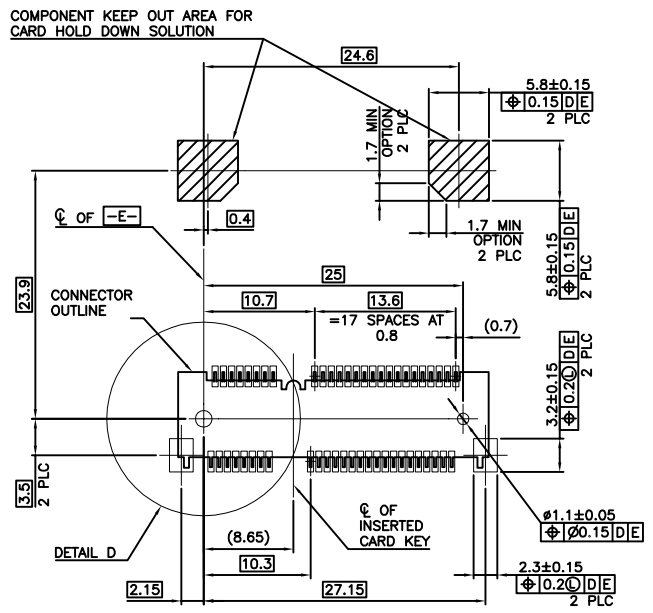 COMPONENT KEEP OUT AREA FOR
CARD HOLD DOWN SOLUTION
24.6
5.8±0.15
⌖ 0.15 D E
2 PLC
1.7 MIN
OPTION
2 PLC
℄ OF -E-
0.4
1.7 MIN
OPTION
2 PLC
5.8±0.15
⌖ 0.15 D E
2 PLC
23.9
25
CONNECTOR
OUTLINE
10.7
13.6
=17 SPACES AT
0.8
(0.7)
3.2±0.15
⌖ 0.2Ⓛ D E
2 PLC
3.5
2 PLC
℄ OF
INSERTED
CARD KEY
ø1.1±0.05
⌖ Ø0.15 D E
DETAIL D
(8.65)
10.3
2.15
27.15
2.3±0.15
⌖ 0.2Ⓛ D E
2 PLC